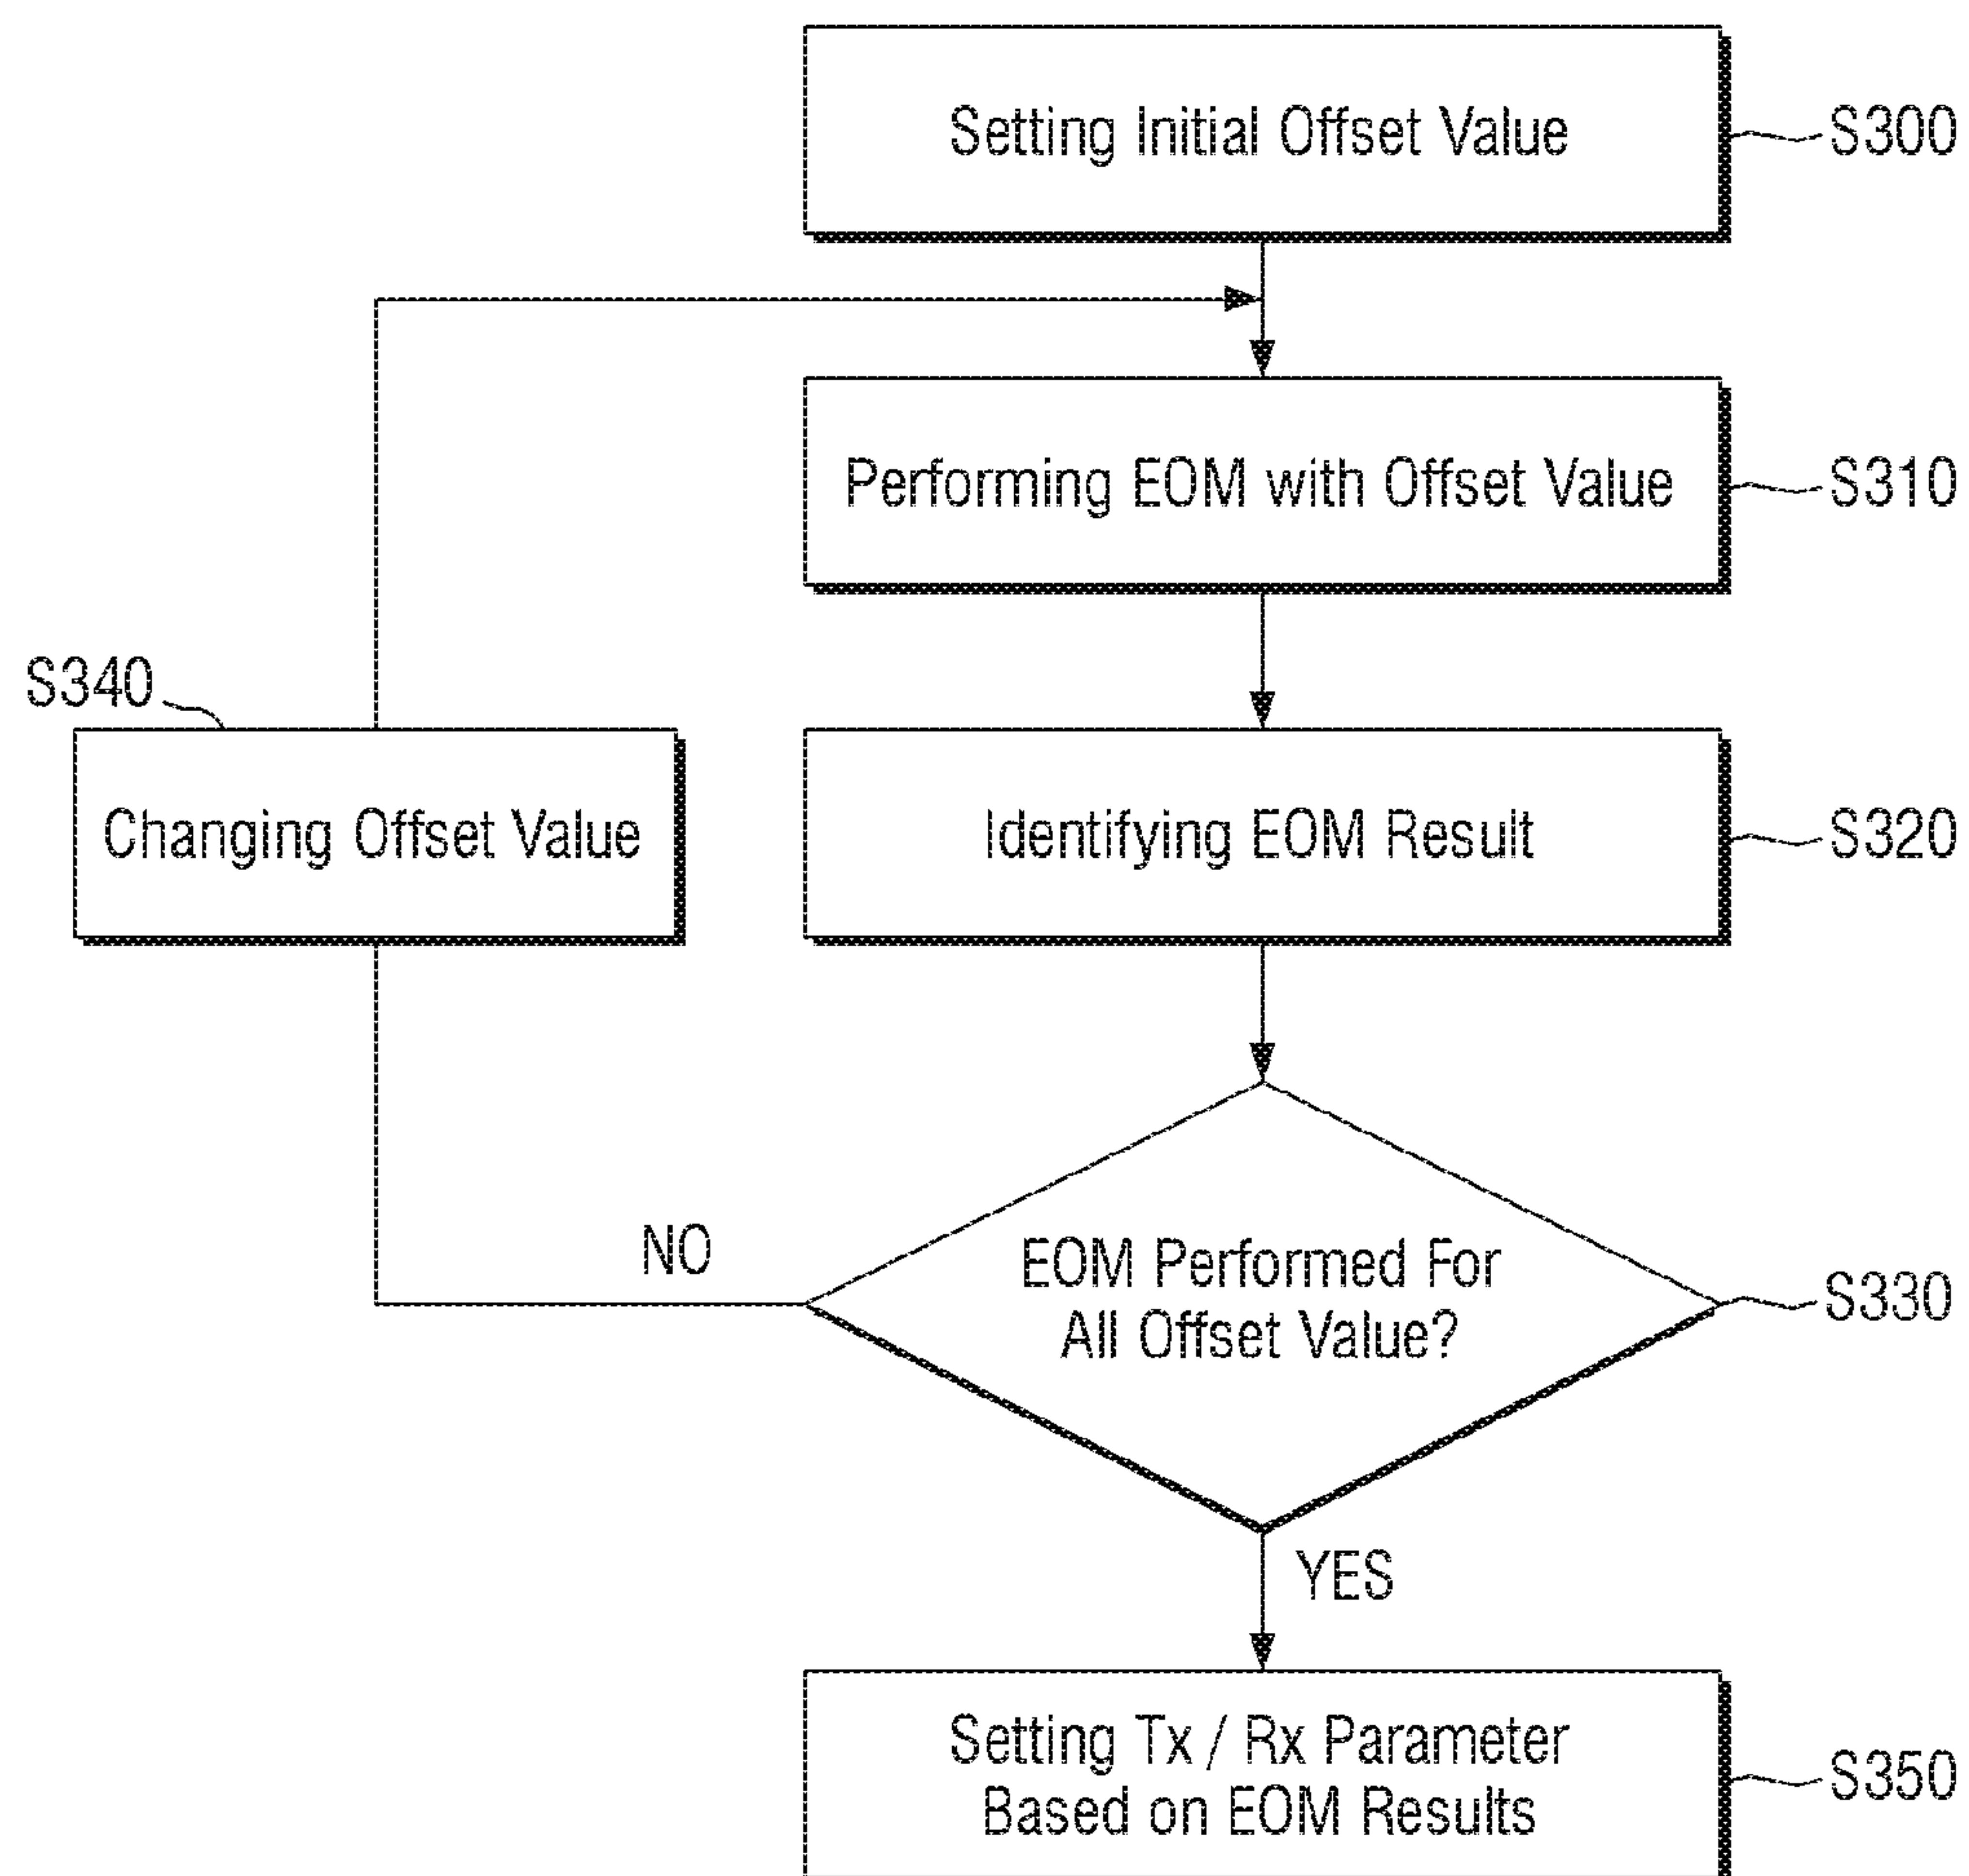 Setting Initial Offset Value
S300
Performing EOM with Offset Value
S310
S340
Changing Offset Value
Identifying EOM Result
S320
NO
EOM Performed For
All Offset Value?
S330
YES
Setting Tx / Rx Parameter
Based on EOM Results
S350